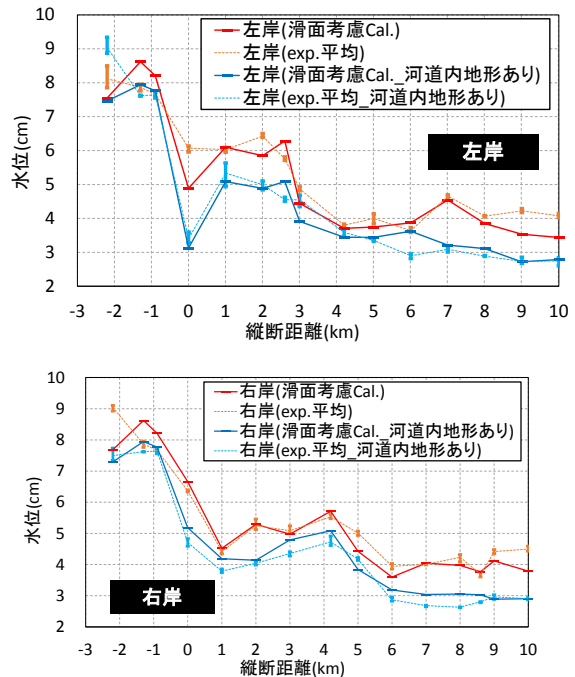 左岸(滑面考慮Cal.)
左岸(exp.平均)
左岸(滑面考慮Cal._河道内地形あり)
左岸(exp.平均_河道内地形あり)
左岸
水位(cm)
10
9
8
7
6
5
4
3
2
-3 -2 -1 0 1 2 3 4 5 6 7 8 9 10
縦断距離(km)
右岸(滑面考慮Cal.)
右岸(exp.平均)
右岸(滑面考慮Cal._河道内地形あり)
右岸(exp.平均_河道内地形あり)
右岸
水位(cm)
10
9
8
7
6
5
4
3
2
-3 -2 -1 0 1 2 3 4 5 6 7 8 9 10
縦断距離(km)